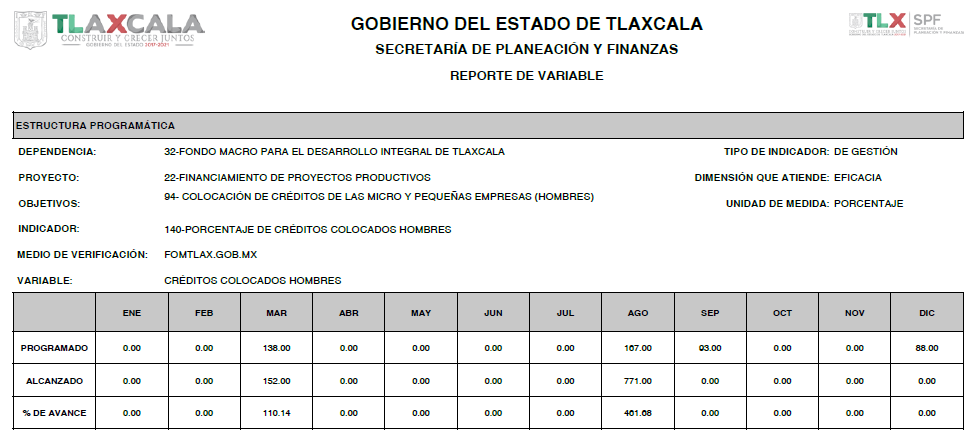 TLAXCALA
CONSTRUIR Y CRECER JUNTOS
GOBIERNO DEL ESTADO 2017-2021
GOBIERNO DEL ESTADO DE TLAXCALA
SECRETARÍA DE PLANEACIÓN Y FINANZAS
REPORTE DE VARIABLE
TLX SPF
CONSTRUIR Y CRECER JUNTOS
SECRETARÍA DE
PLANEACIÓN Y FINANZAS
ESTRUCTURA PROGRAMÁTICA
DEPENDENCIA: 32-FONDO MACRO PARA EL DESARROLLO INTEGRAL DE TLAXCALA TIPO DE INDICADOR: DE GESTIÓN
PROYECTO: 22-FINANCIAMIENTO DE PROYECTOS PRODUCTIVOS DIMENSIÓN QUE ATIENDE: EFICACIA
OBJETIVOS: 94- COLOCACIÓN DE CRÉDITOS DE LAS MICRO Y PEQUEÑAS EMPRESAS (HOMBRES) UNIDAD DE MEDIDA: PORCENTAJE
INDICADOR: 140-PORCENTAJE DE CRÉDITOS COLOCADOS HOMBRES
MEDIO DE VERIFICACIÓN: FOMTLAX.GOB.MX
VARIABLE: CRÉDITOS COLOCADOS HOMBRES
ENE FEB MAR ABR MAY JUN JUL AGO SEP OCT NOV DIC
PROGRAMADO 0.00 0.00 138.00 0.00 0.00 0.00 0.00 167.00 93.00 0.00 0.00 88.00
ALCANZADO 0.00 0.00 152.00 0.00 0.00 0.00 0.00 771.00 0.00 0.00 0.00 0.00
% DE AVANCE 0.00 0.00 110.14 0.00 0.00 0.00 0.00 461.68 0.00 0.00 0.00 0.00